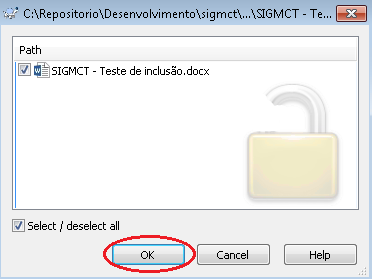 C:\Repositorio\Desenvolvimento\sigmct\...\SIGMCT - Te...
Path
SIGMCT - Teste de inclusão.docx
Select / deselect all
OK Cancel Help